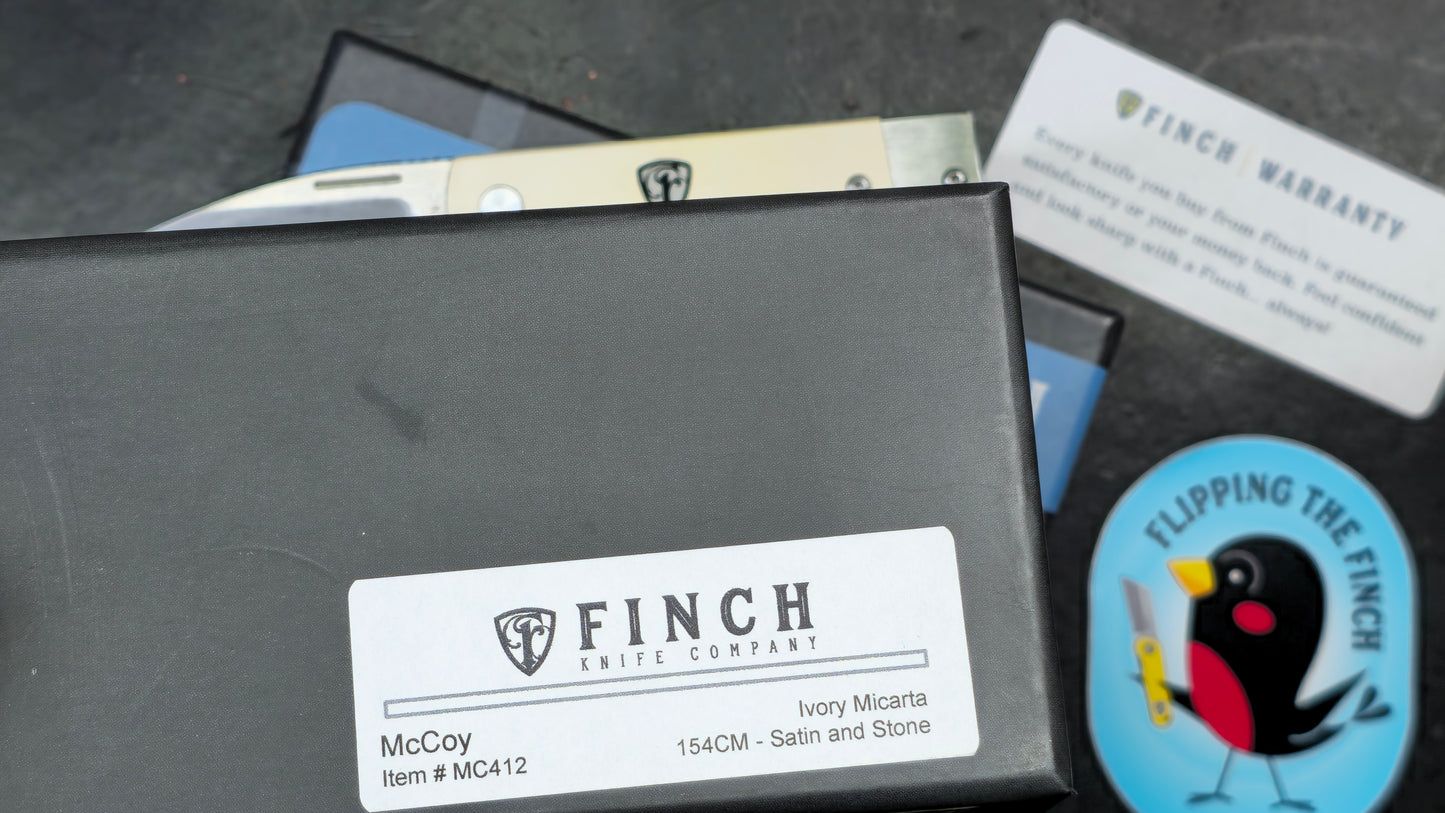 FINCH | WARRANTY
Every knife you buy from Finch is guaranteed
satisfactory or your money back. Feel confident
and look sharp with a Finch... always!
FLIPPING THE FINCH
FINCH
KNIFE COMPANY
McCoy
Item # MC412
Ivory Micarta
154CM - Satin and Stone